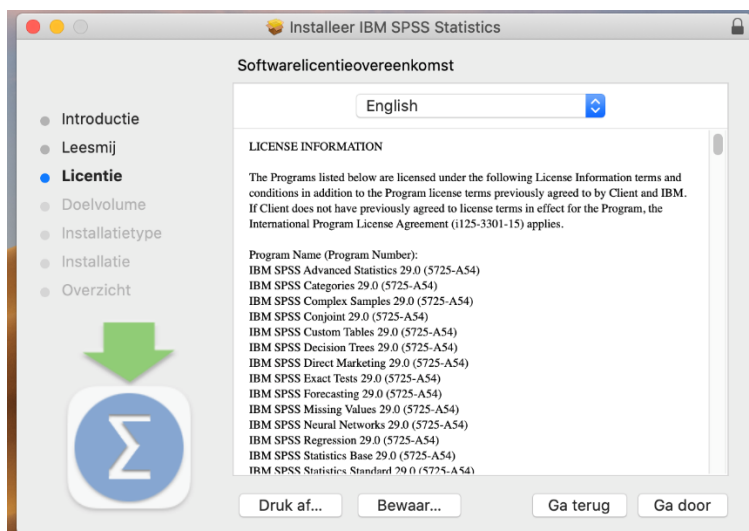 Installeer IBM SPSS Statistics
Softwarelicentieovereenkomst
Introductie
Leesmij
Licentie
Doelvolume
Installatietype
Installatie
Overzicht
English
LICENSE INFORMATION
The Programs listed below are licensed under the following License Information terms and
conditions in addition to the Program license terms previously agreed to by Client and IBM.
If Client does not have previously agreed to license terms in effect for the Program, the
International Program License Agreement (i125-3301-15) applies.
Program Name (Program Number):
IBM SPSS Advanced Statistics 29.0 (5725-A54)
IBM SPSS Categories 29.0 (5725-A54)
IBM SPSS Complex Samples 29.0 (5725-A54)
IBM SPSS Conjoint 29.0 (5725-A54)
IBM SPSS Custom Tables 29.0 (5725-A54)
IBM SPSS Decision Trees 29.0 (5725-A54)
IBM SPSS Direct Marketing 29.0 (5725-A54)
IBM SPSS Exact Tests 29.0 (5725-A54)
IBM SPSS Forecasting 29.0 (5725-A54)
IBM SPSS Missing Values 29.0 (5725-A54)
IBM SPSS Neural Networks 29.0 (5725-A54)
IBM SPSS Regression 29.0 (5725-A54)
IBM SPSS Statistics Base 29.0 (5725-A54)
IBM SPSS Statistics Standard 29.0 (5725-A54)
Σ
Druk af... Bewaar... Ga terug Ga door